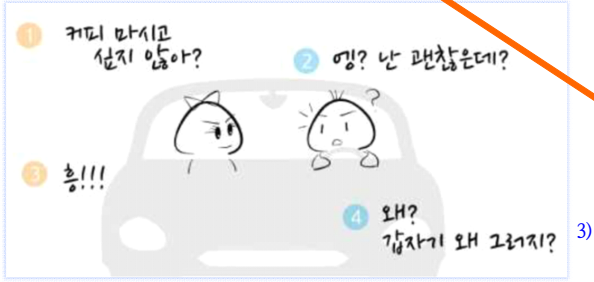 1 커피 마시고
싶지 않아?
2 엥? 난 괜찮은데?
3 흥!!!
4 왜?
갑자기 왜 그러지?
3)
?